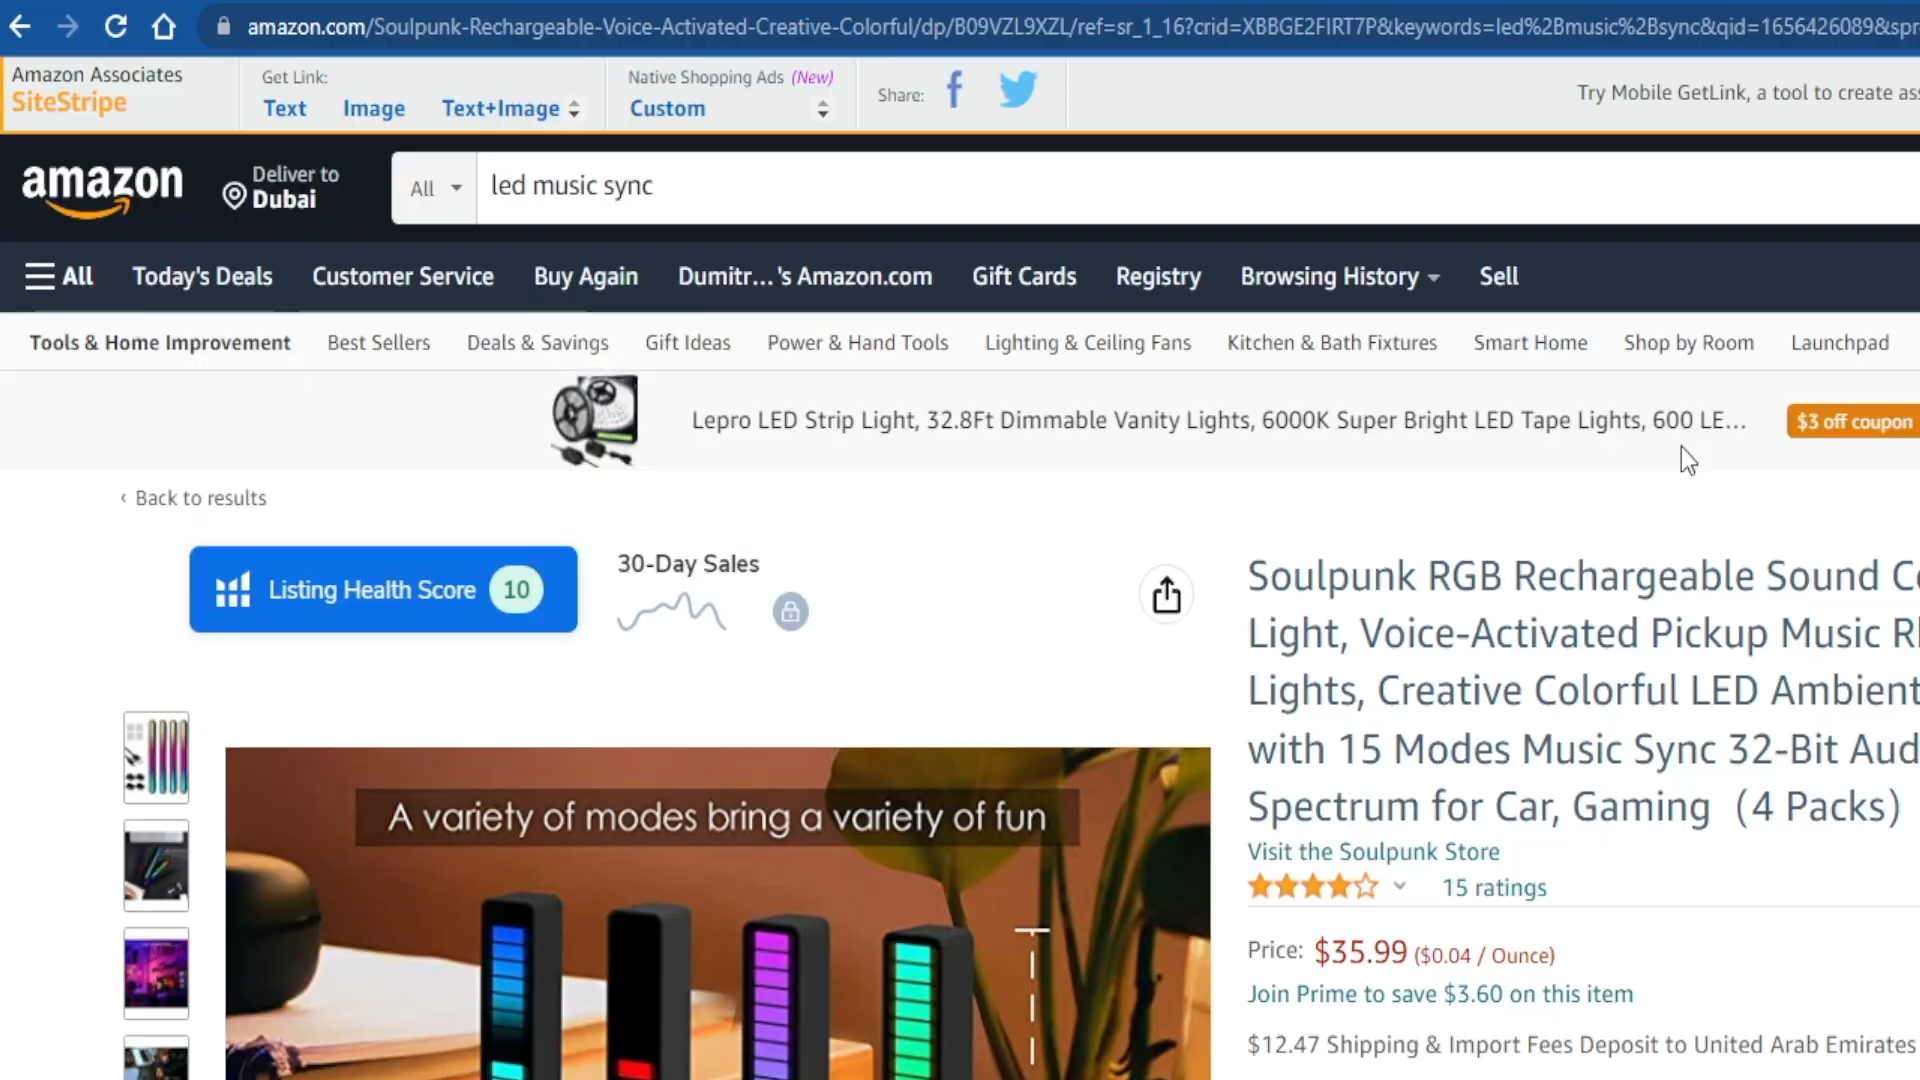 amazon.com/Soulpunk-Rechargeable-Voice-Activated-Creative-Colorful/dp/B09VZL9XZL/ref=sr_1_16?crid=XBBGE2FIRT7P&keywords=led%2Bmusic%2Bsync&qid=1656426089&spr
Amazon Associates
SiteStripe
Get Link:
Text Image Text+Image
Native Shopping Ads (New)
Custom
Share:
Try Mobile GetLink, a tool to create as
amazon
Deliver to
Dubai
All
led music sync
All Today's Deals Customer Service Buy Again Dumitr... 's Amazon.com Gift Cards Registry Browsing History Sell
Tools & Home Improvement Best Sellers Deals & Savings Gift Ideas Power & Hand Tools Lighting & Ceiling Fans Kitchen & Bath Fixtures Smart Home Shop by Room Launchpad
Lepro LED Strip Light, 32.8Ft Dimmable Vanity Lights, 6000K Super Bright LED Tape Lights, 600 LE...
$3 off coupon
‹ Back to results
Listing Health Score 10
30-Day Sales
Soulpunk RGB Rechargeable Sound Co
Light, Voice-Activated Pickup Music Rh
Lights, Creative Colorful LED Ambient
with 15 Modes Music Sync 32-Bit Aud
Spectrum for Car, Gaming（4 Packs）
Visit the Soulpunk Store
15 ratings
Price: $35.99 ($0.04 / Ounce)
Join Prime to save $3.60 on this item
$12.47 Shipping & Import Fees Deposit to United Arab Emirates
A variety of modes bring a variety of fun